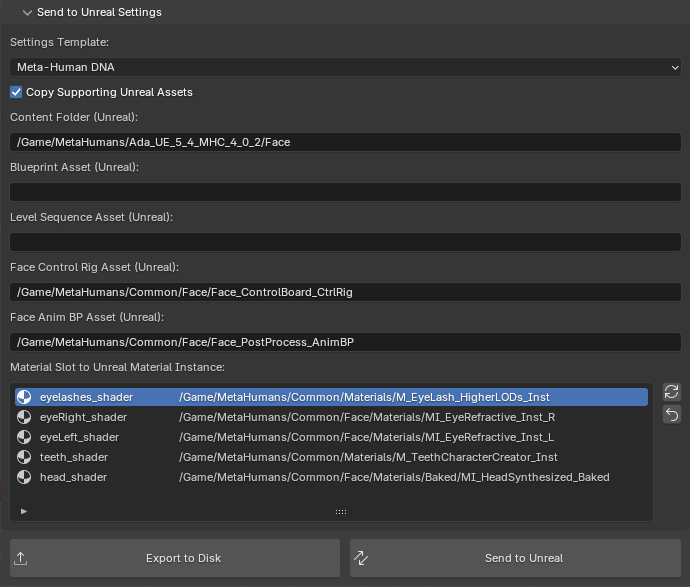 Send to Unreal Settings
Settings Template:
Meta-Human DNA
Copy Supporting Unreal Assets
Content Folder (Unreal):
/Game/MetaHumans/Ada_UE_5_4_MHC_4_0_2/Face
Blueprint Asset (Unreal):
Level Sequence Asset (Unreal):
Face Control Rig Asset (Unreal):
/Game/MetaHumans/Common/Face/Face_ControlBoard_CtrlRig
Face Anim BP Asset (Unreal):
/Game/MetaHumans/Common/Face/Face_PostProcess_AnimBP
Material Slot to Unreal Material Instance:
eyelashes_shader /Game/MetaHumans/Common/Materials/M_EyeLash_HigherLODs_Inst
eyeRight_shader /Game/MetaHumans/Common/Face/Materials/MI_EyeRefractive_Inst_R
eyeLeft_shader /Game/MetaHumans/Common/Face/Materials/MI_EyeRefractive_Inst_L
teeth_shader /Game/MetaHumans/Common/Materials/M_TeethCharacterCreator_Inst
head_shader /Game/MetaHumans/Common/Face/Materials/Baked/MI_HeadSynthesized_Baked
Export to Disk Send to Unreal